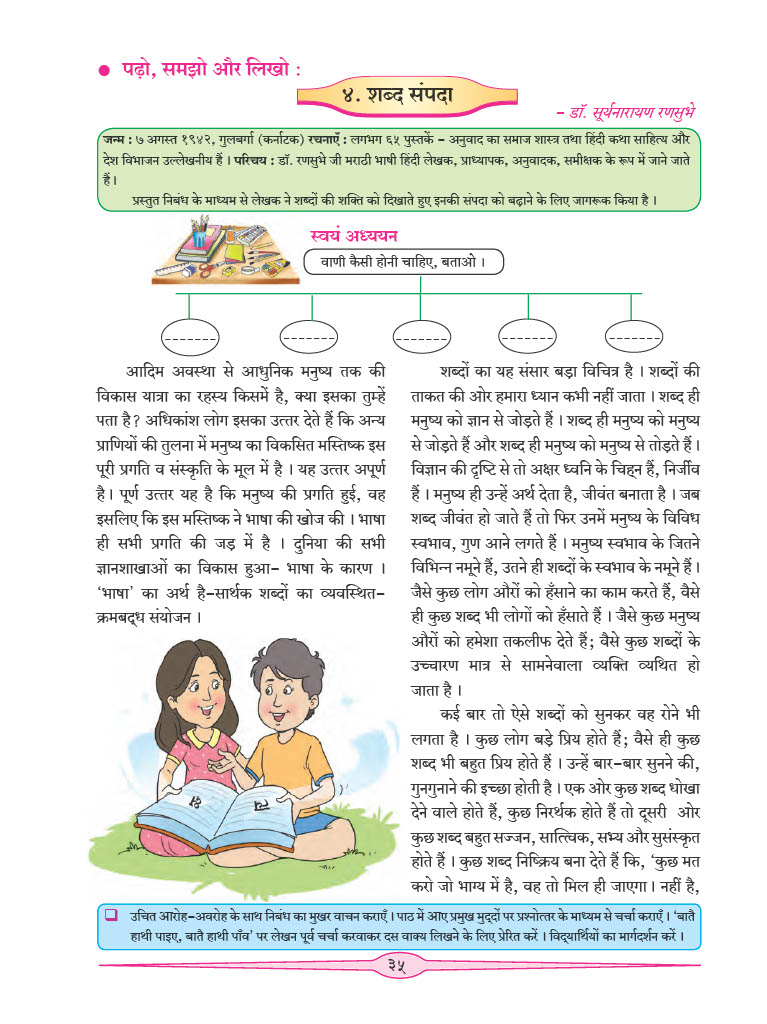 ● पढ़ो, समझो और लिखो :
४. शब्द संपदा
– डॉ. सूर्यनारायण रणसुभे
जन्म : ७ अगस्त १९४२, गुलबर्गा (कर्नाटक) रचनाएँ : लगभग ६५ पुस्तकें – अनुवाद का समाज शास्त्र तथा हिंदी कथा साहित्य और
देश विभाजन उल्लेखनीय हैं । परिचय : डॉ. रणसुभे जी मराठी भाषी हिंदी लेखक, प्राध्यापक, अनुवादक, समीक्षक के रूप में जाने जाते
हैं ।
प्रस्तुत निबंध के माध्यम से लेखक ने शब्दों की शक्ति को दिखाते हुए इनकी संपदा को बढ़ाने के लिए जागरूक किया है ।
स्वयं अध्ययन
वाणी कैसी होनी चाहिए, बताओ ।
आदिम अवस्था से आधुनिक मनुष्य तक की
विकास यात्रा का रहस्य किसमें है, क्या इसका तुम्हें
पता है? अधिकांश लोग इसका उत्तर देते हैं कि अन्य
प्राणियों की तुलना में मनुष्य का विकसित मस्तिष्क इस
पूरी प्रगति व संस्कृति के मूल में है । यह उत्तर अपूर्ण
है । पूर्ण उत्तर यह है कि मनुष्य की प्रगति हुई, वह
इसलिए कि इस मस्तिष्क ने भाषा की खोज की । भाषा
ही सभी प्रगति की जड़ में है । दुनिया की सभी
ज्ञानशाखाओं का विकास हुआ– भाषा के कारण ।
‘भाषा’ का अर्थ है–सार्थक शब्दों का व्यवस्थित–
क्रमबद्ध संयोजन ।
क्ष
त्य
शब्दों का यह संसार बड़ा विचित्र है । शब्दों की
ताकत की ओर हमारा ध्यान कभी नहीं जाता । शब्द ही
मनुष्य को ज्ञान से जोड़ते हैं । शब्द ही मनुष्य को मनुष्य
से जोड़ते हैं और शब्द ही मनुष्य को मनुष्य से तोड़ते हैं ।
विज्ञान की दृष्टि से तो अक्षर ध्वनि के चिह्न हैं, निर्जीव
हैं । मनुष्य ही उन्हें अर्थ देता है, जीवंत बनाता है । जब
शब्द जीवंत हो जाते हैं तो फिर उनमें मनुष्य के विविध
स्वभाव, गुण आने लगते हैं । मनुष्य स्वभाव के जितने
विभिन्न नमूने हैं, उतने ही शब्दों के स्वभाव के नमूने हैं ।
जैसे कुछ लोग औरों को हँसाने का काम करते हैं, वैसे
ही कुछ शब्द भी लोगों को हँसाते हैं । जैसे कुछ मनुष्य
औरों को हमेशा तकलीफ देते हैं; वैसे कुछ शब्दों के
उच्चारण मात्र से सामनेवाला व्यक्ति व्यथित हो
जाता है ।
कई बार तो ऐसे शब्दों को सुनकर वह रोने भी
लगता है । कुछ लोग बड़े प्रिय होते हैं; वैसे ही कुछ
शब्द भी बहुत प्रिय होते हैं । उन्हें बार-बार सुनने की,
गुनगुनाने की इच्छा होती है । एक ओर कुछ शब्द धोखा
देने वाले होते हैं, कुछ निरर्थक होते हैं तो दूसरी ओर
कुछ शब्द बहुत सज्जन, सात्त्विक, सभ्य और सुसंस्कृत
होते हैं । कुछ शब्द निष्क्रिय बना देते हैं कि, ‘कुछ मत
करो जो भाग्य में है, वह तो मिल ही जाएगा । नहीं है,
❑ उचित आरोह-अवरोह के साथ निबंध का मुखर वाचन कराएँ । पाठ में आए प्रमुख मुद्दों पर प्रश्नोत्तर के माध्यम से चर्चा कराएँ । ‘बातै
हाथी पाइए, बातै हाथी पाँव’ पर लेखन पूर्व चर्चा करवाकर दस वाक्य लिखने के लिए प्रेरित करें । विद्यार्थियों का मार्गदर्शन करें ।
३५